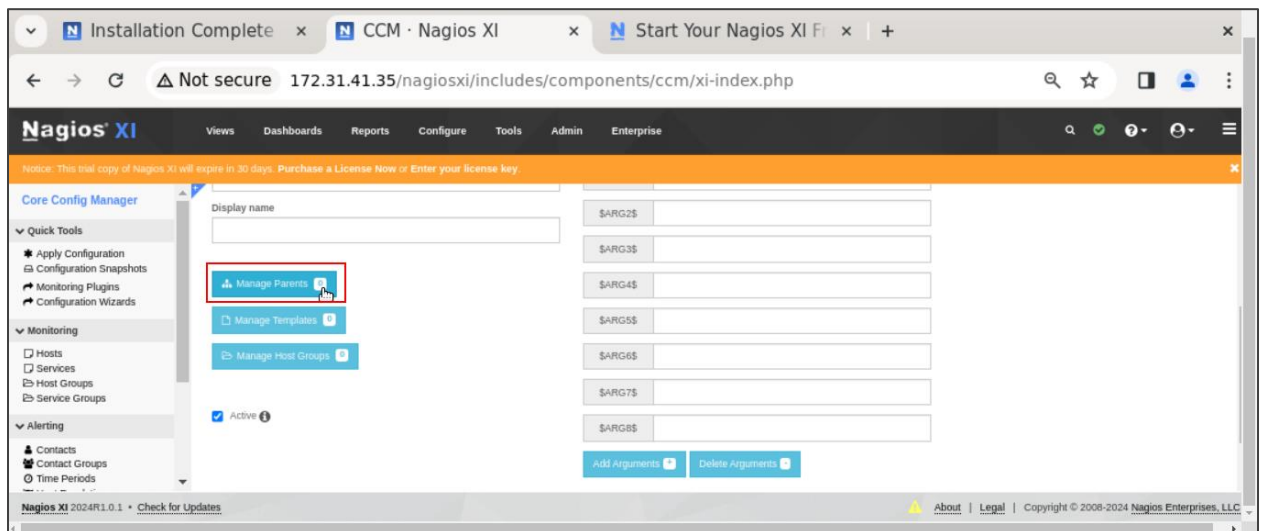 Installation Complete
CCM · Nagios XI
Start Your Nagios XI Fr
Not secure 172.31.41.35/nagiosxi/includes/components/ccm/xi-index.php
Nagios XI Views Dashboards Reports Configure Tools Admin Enterprise
Notice: This trial copy of Nagios XI will expire in 30 days. Purchase a License Now or Enter your license key.
Core Config Manager
Quick Tools
Apply Configuration
Configuration Snapshots
Monitoring Plugins
Configuration Wizards
Monitoring
Hosts
Services
Host Groups
Service Groups
Alerting
Contacts
Contact Groups
Time Periods
Display name
Manage Parents 0
Manage Templates 0
Manage Host Groups 0
Active
$ARG2$
$ARG3$
$ARG4$
$ARG5$
$ARG6$
$ARG7$
$ARG8$
Add Arguments +
Delete Arguments -
Nagios XI 2024R1.0.1 • Check for Updates
About | Legal | Copyright © 2008-2024 Nagios Enterprises, LLC